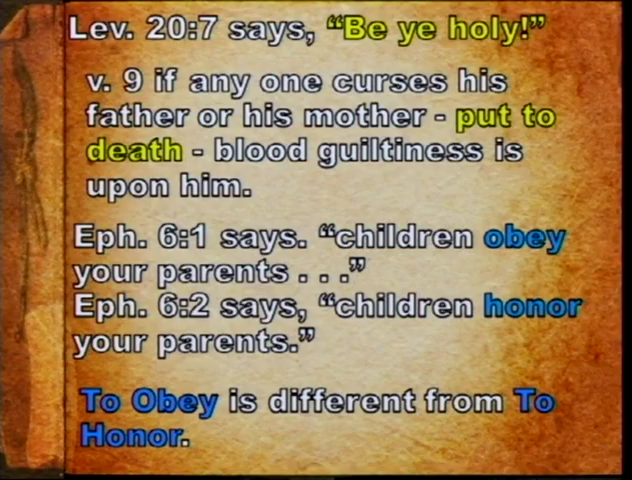 Lev. 20:7 says, “Be ye holy!”
v. 9 if any one curses his
father or his mother - put to
death - blood guiltiness is
upon him.
Eph. 6:1 says. “children obey
your parents . . .”
Eph. 6:2 says, “children honor
your parents.”
To Obey is different from To
Honor.